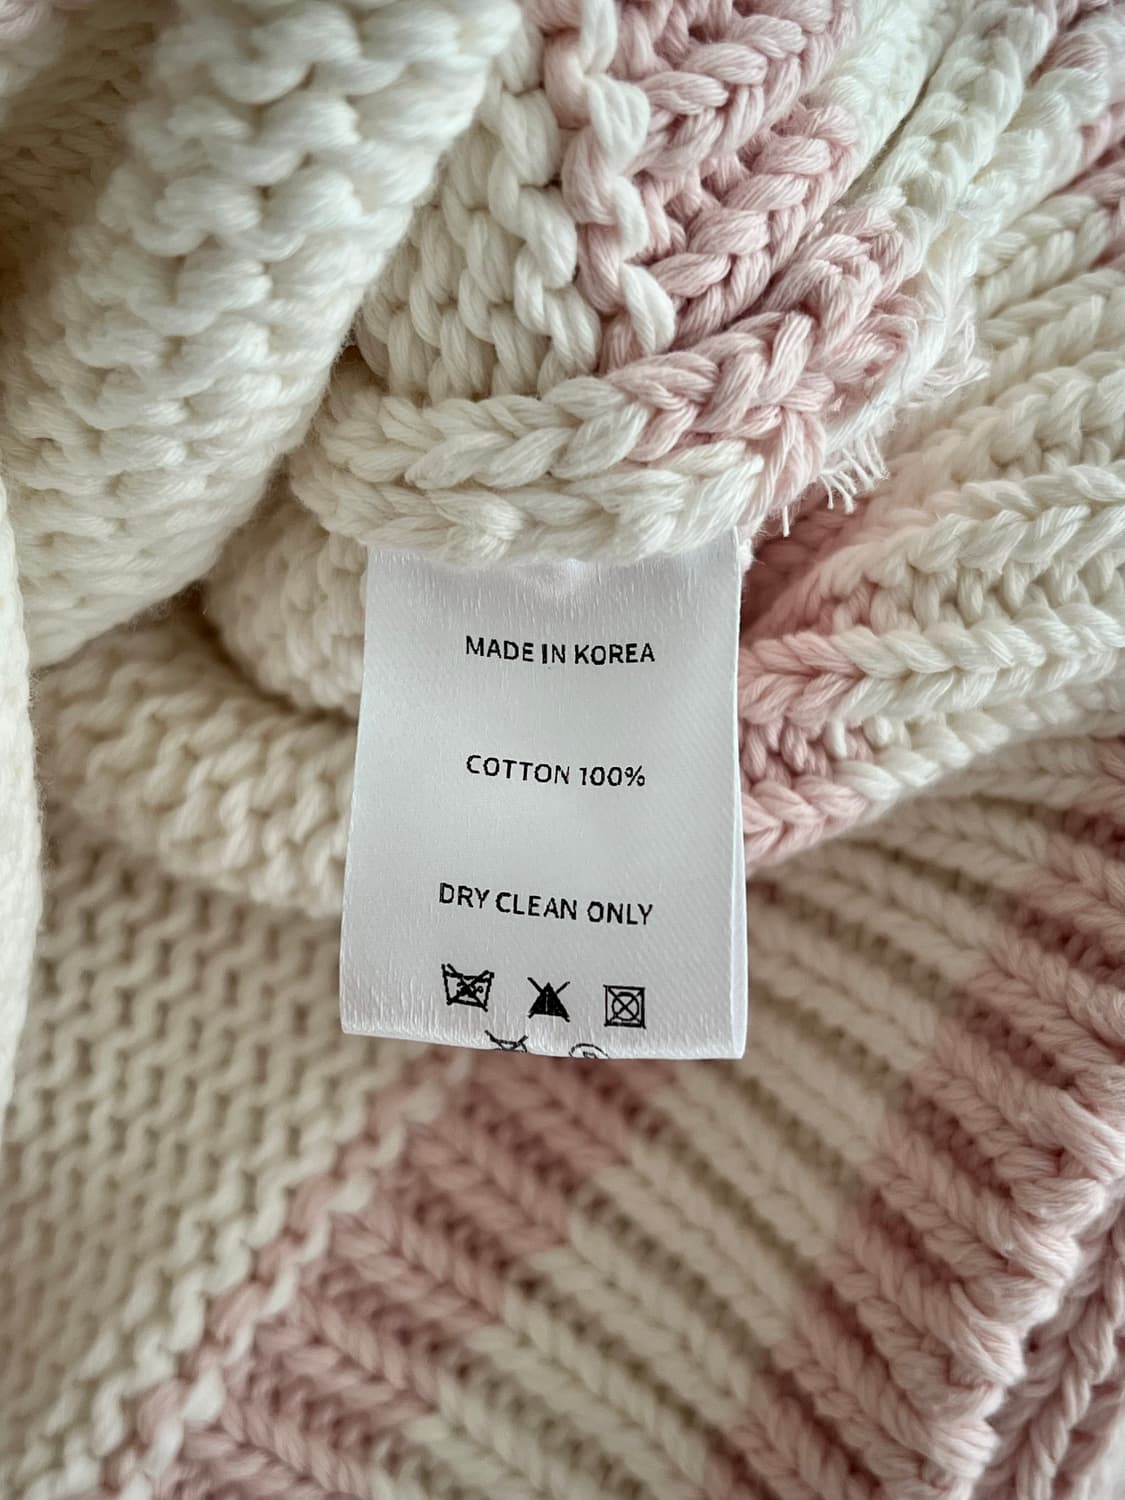 MADE IN KOREA
COTTON 100%
DRY CLEAN ONLY